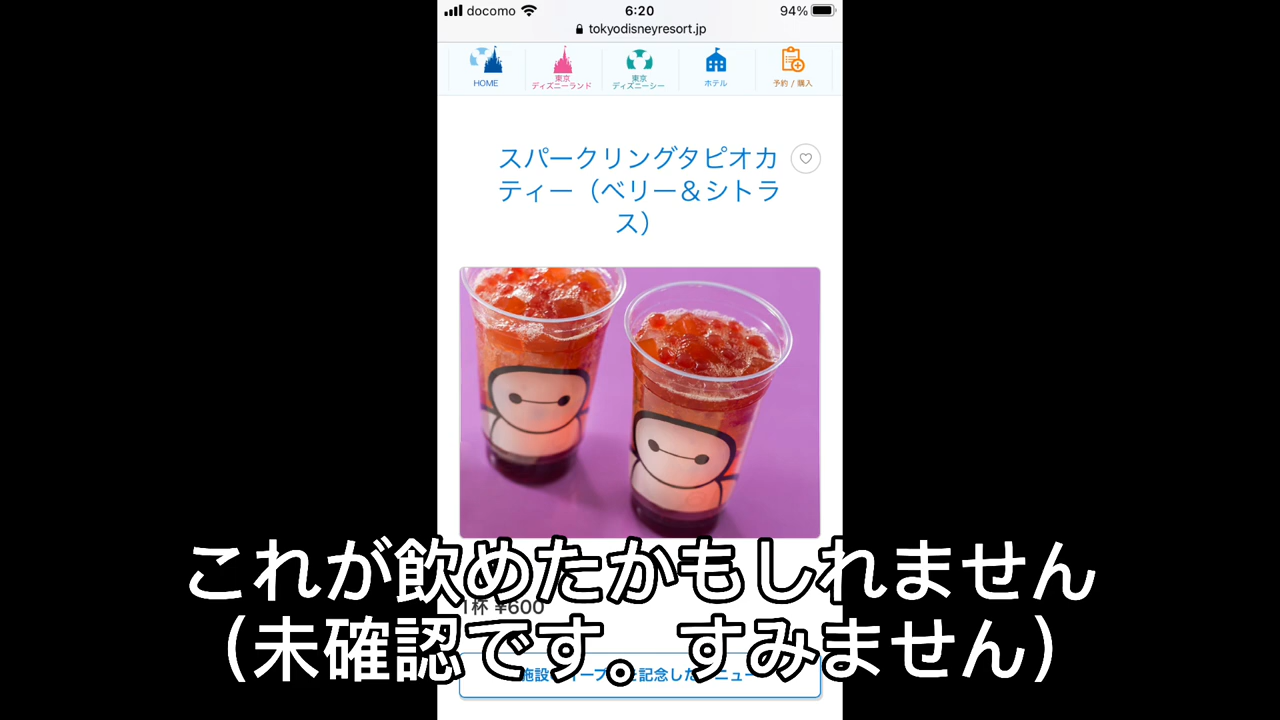 docomo
6:20
94%
tokyodisneyresort.jp
HOME
東京
ディズニーランド
東京
ディズニーシー
ホテル
予約 / 購入
スパークリングタピオカ
ティー（ベリー＆シトラ
ス）
これが飲めたかもしれません
1杯 ¥600
（未確認です。すみません）